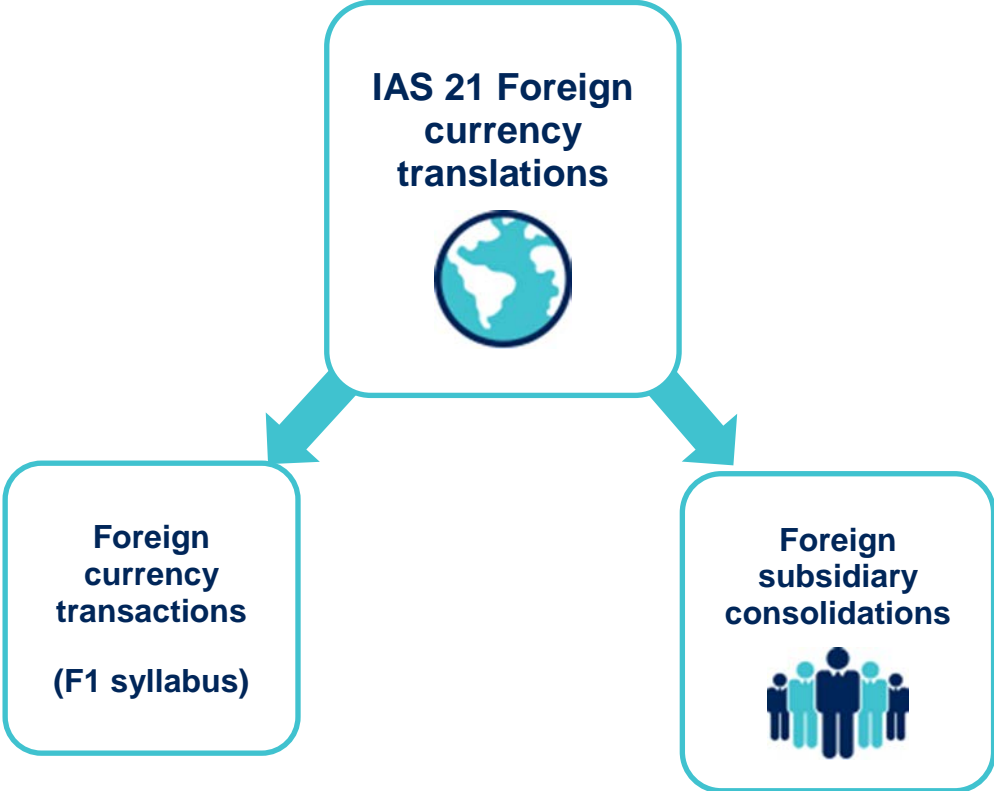 IAS 21 Foreign
currency
translations
Foreign
currency
transactions
(F1 syllabus)
Foreign
subsidiary
consolidations